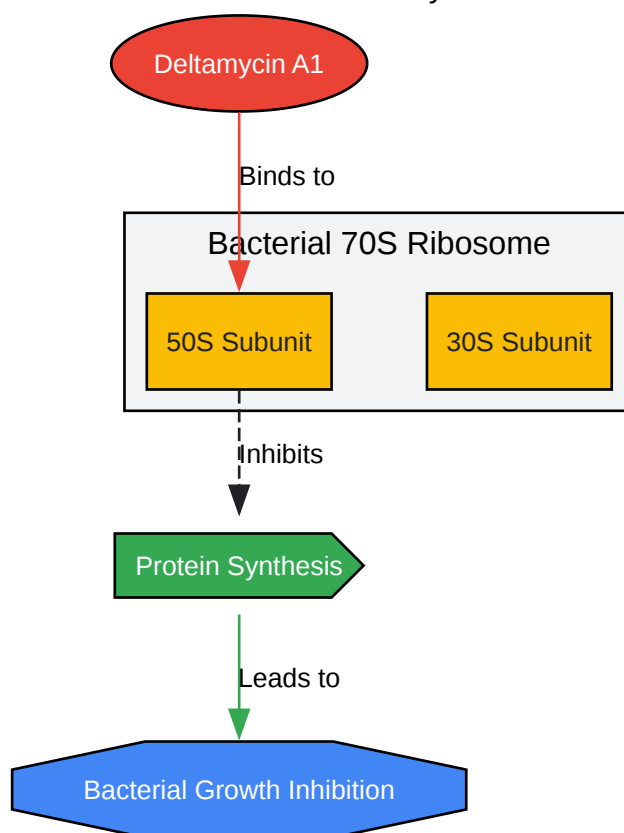 Deltamycin A1
Binds to
Bacterial 70S Ribosome
50S Subunit
30S Subunit
Inhibits
Protein Synthesis
Leads to
Bacterial Growth Inhibition